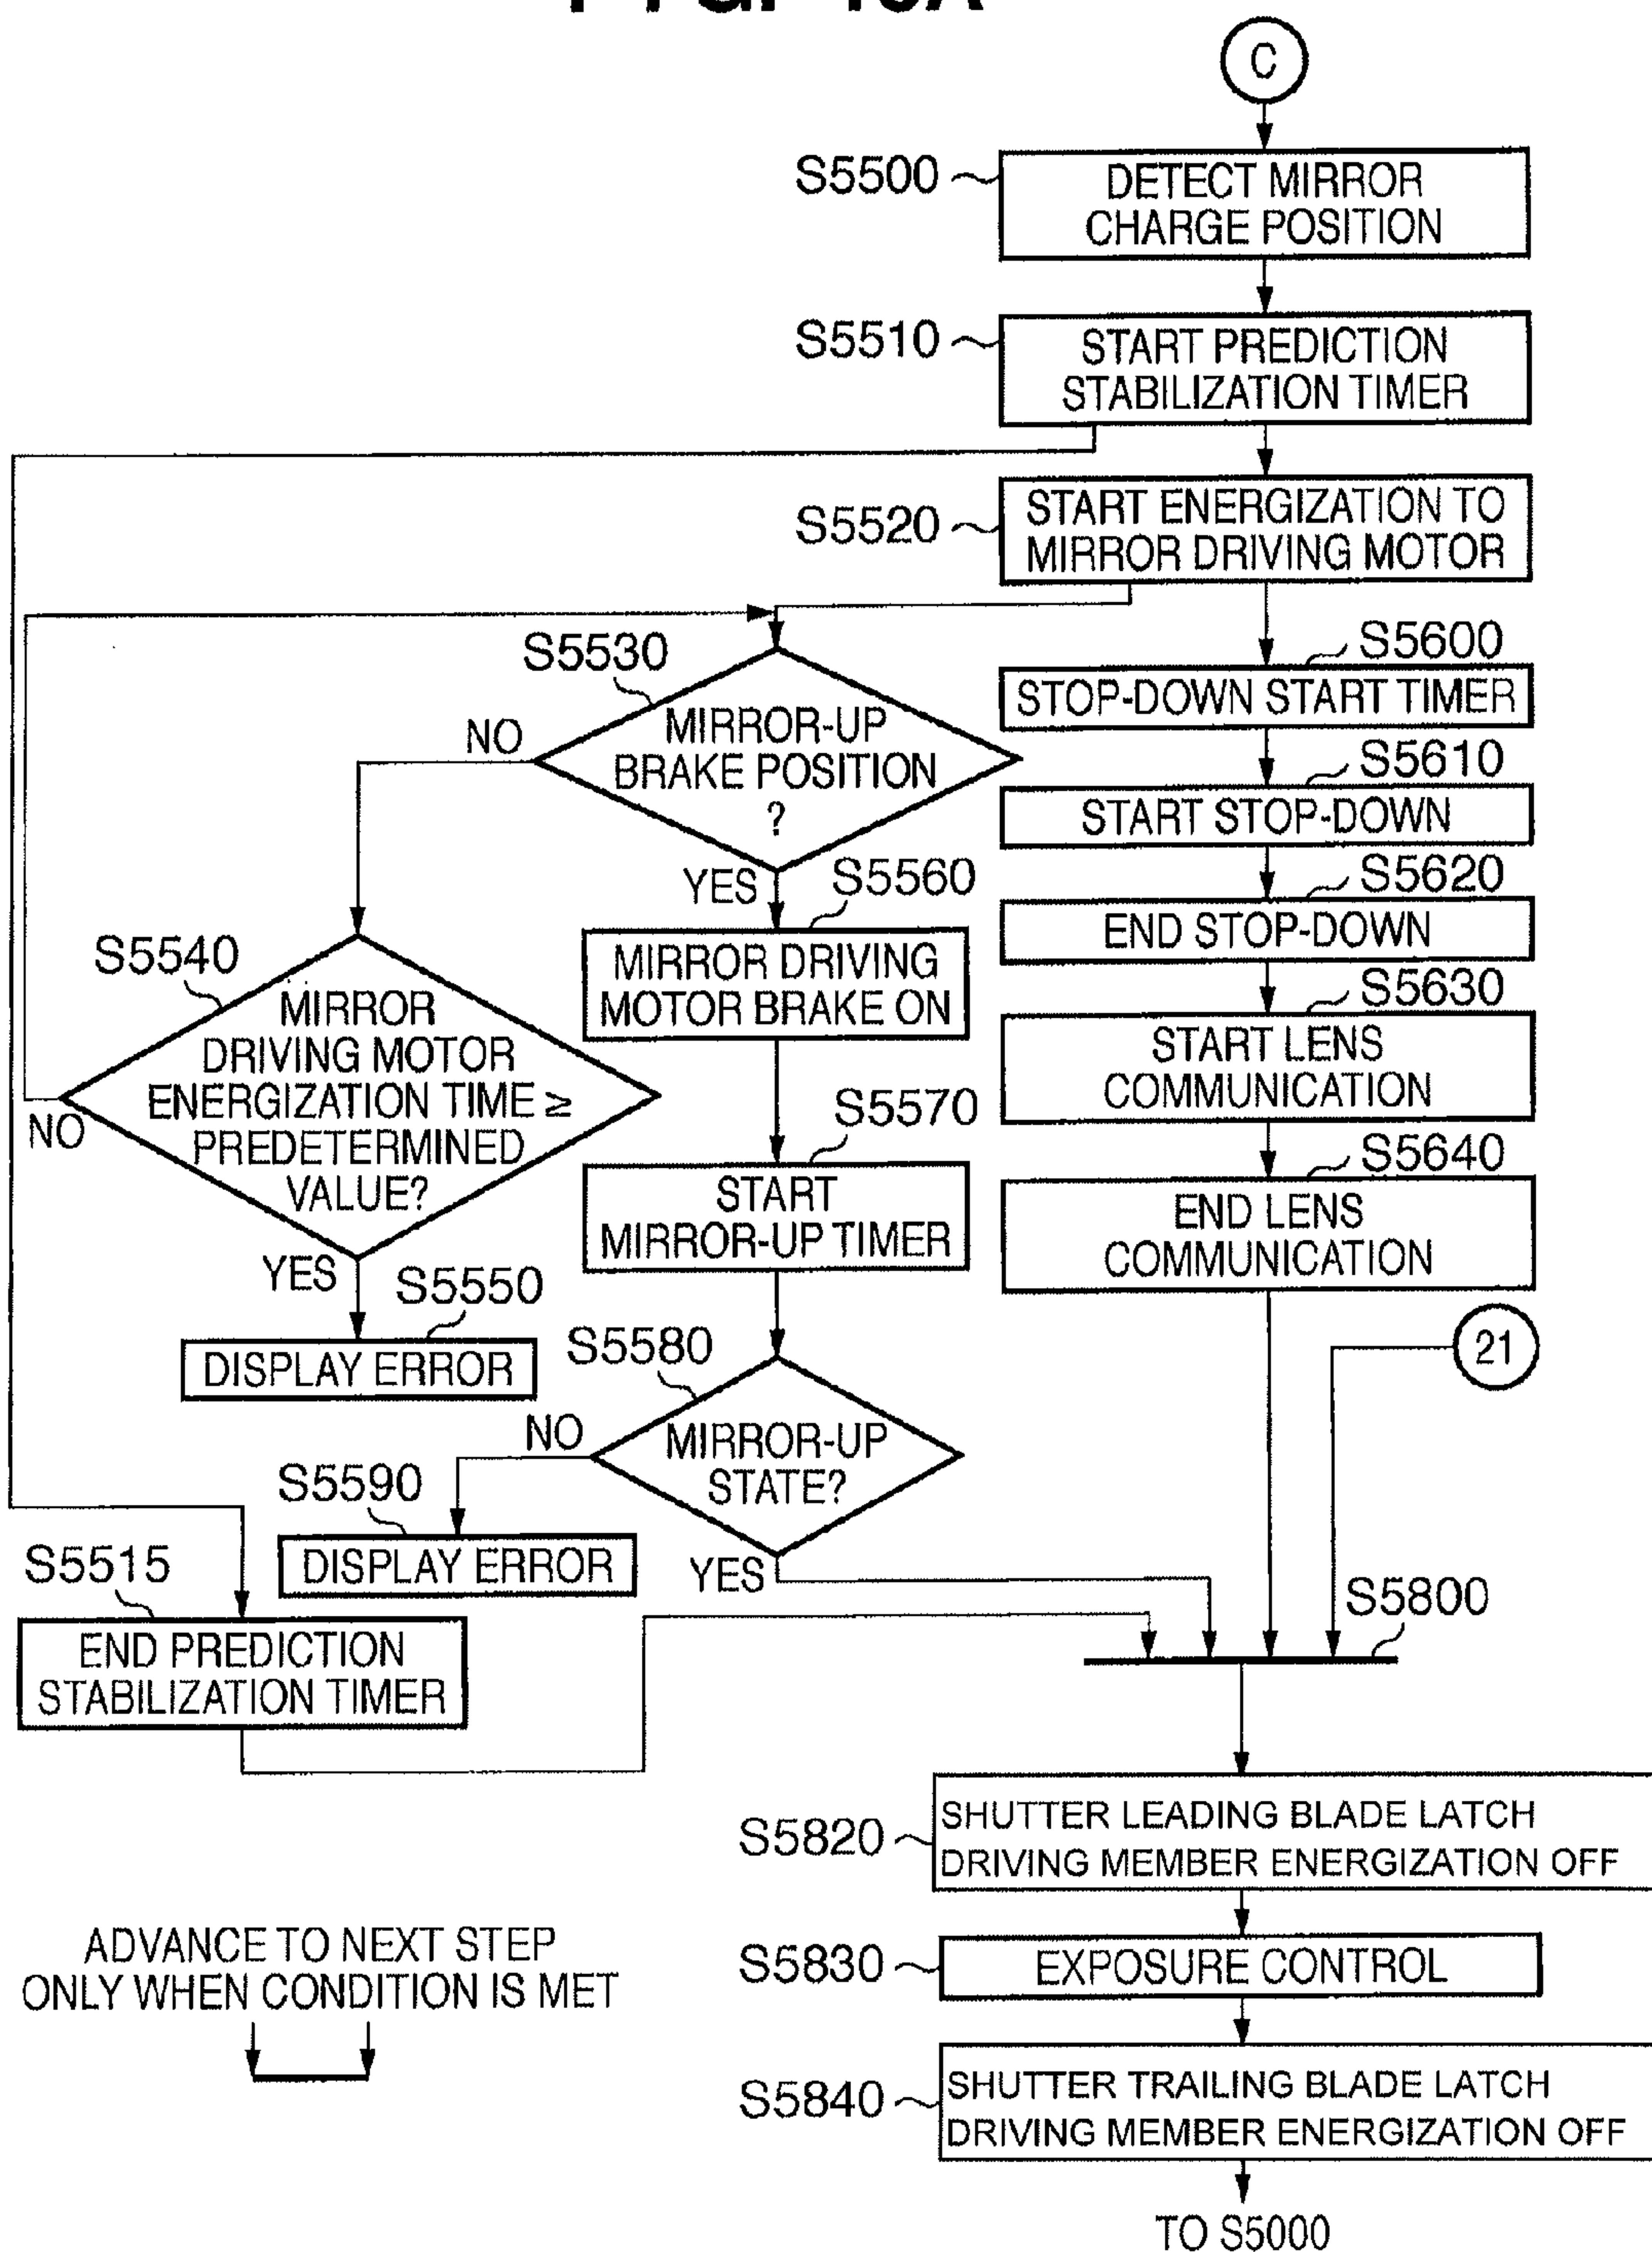 C
S5500
DETECT MIRROR
CHARGE POSITION
S5510
START PREDICTION
STABILIZATION TIMER
S5520
START ENERGIZATION TO
MIRROR DRIVING MOTOR
S5530
MIRROR-UP
BRAKE POSITION
?
NO
YES
S5600
STOP-DOWN START TIMER
S5610
START STOP-DOWN
S5620
END STOP-DOWN
S5630
START LENS
COMMUNICATION
S5640
END LENS
COMMUNICATION
21
S5540
MIRROR
DRIVING MOTOR
ENERGIZATION TIME ≥
PREDETERMINED
VALUE?
NO
YES
S5550
DISPLAY ERROR
S5560
MIRROR DRIVING
MOTOR BRAKE ON
S5570
START
MIRROR-UP TIMER
S5580
MIRROR-UP
STATE?
NO
YES
S5590
DISPLAY ERROR
S5515
END PREDICTION
STABILIZATION TIMER
S5800
S5820
SHUTTER LEADING BLADE LATCH
DRIVING MEMBER ENERGIZATION OFF
S5830
EXPOSURE CONTROL
S5840
SHUTTER TRAILING BLADE LATCH
DRIVING MEMBER ENERGIZATION OFF
TO S5000
ADVANCE TO NEXT STEP
ONLY WHEN CONDITION IS MET